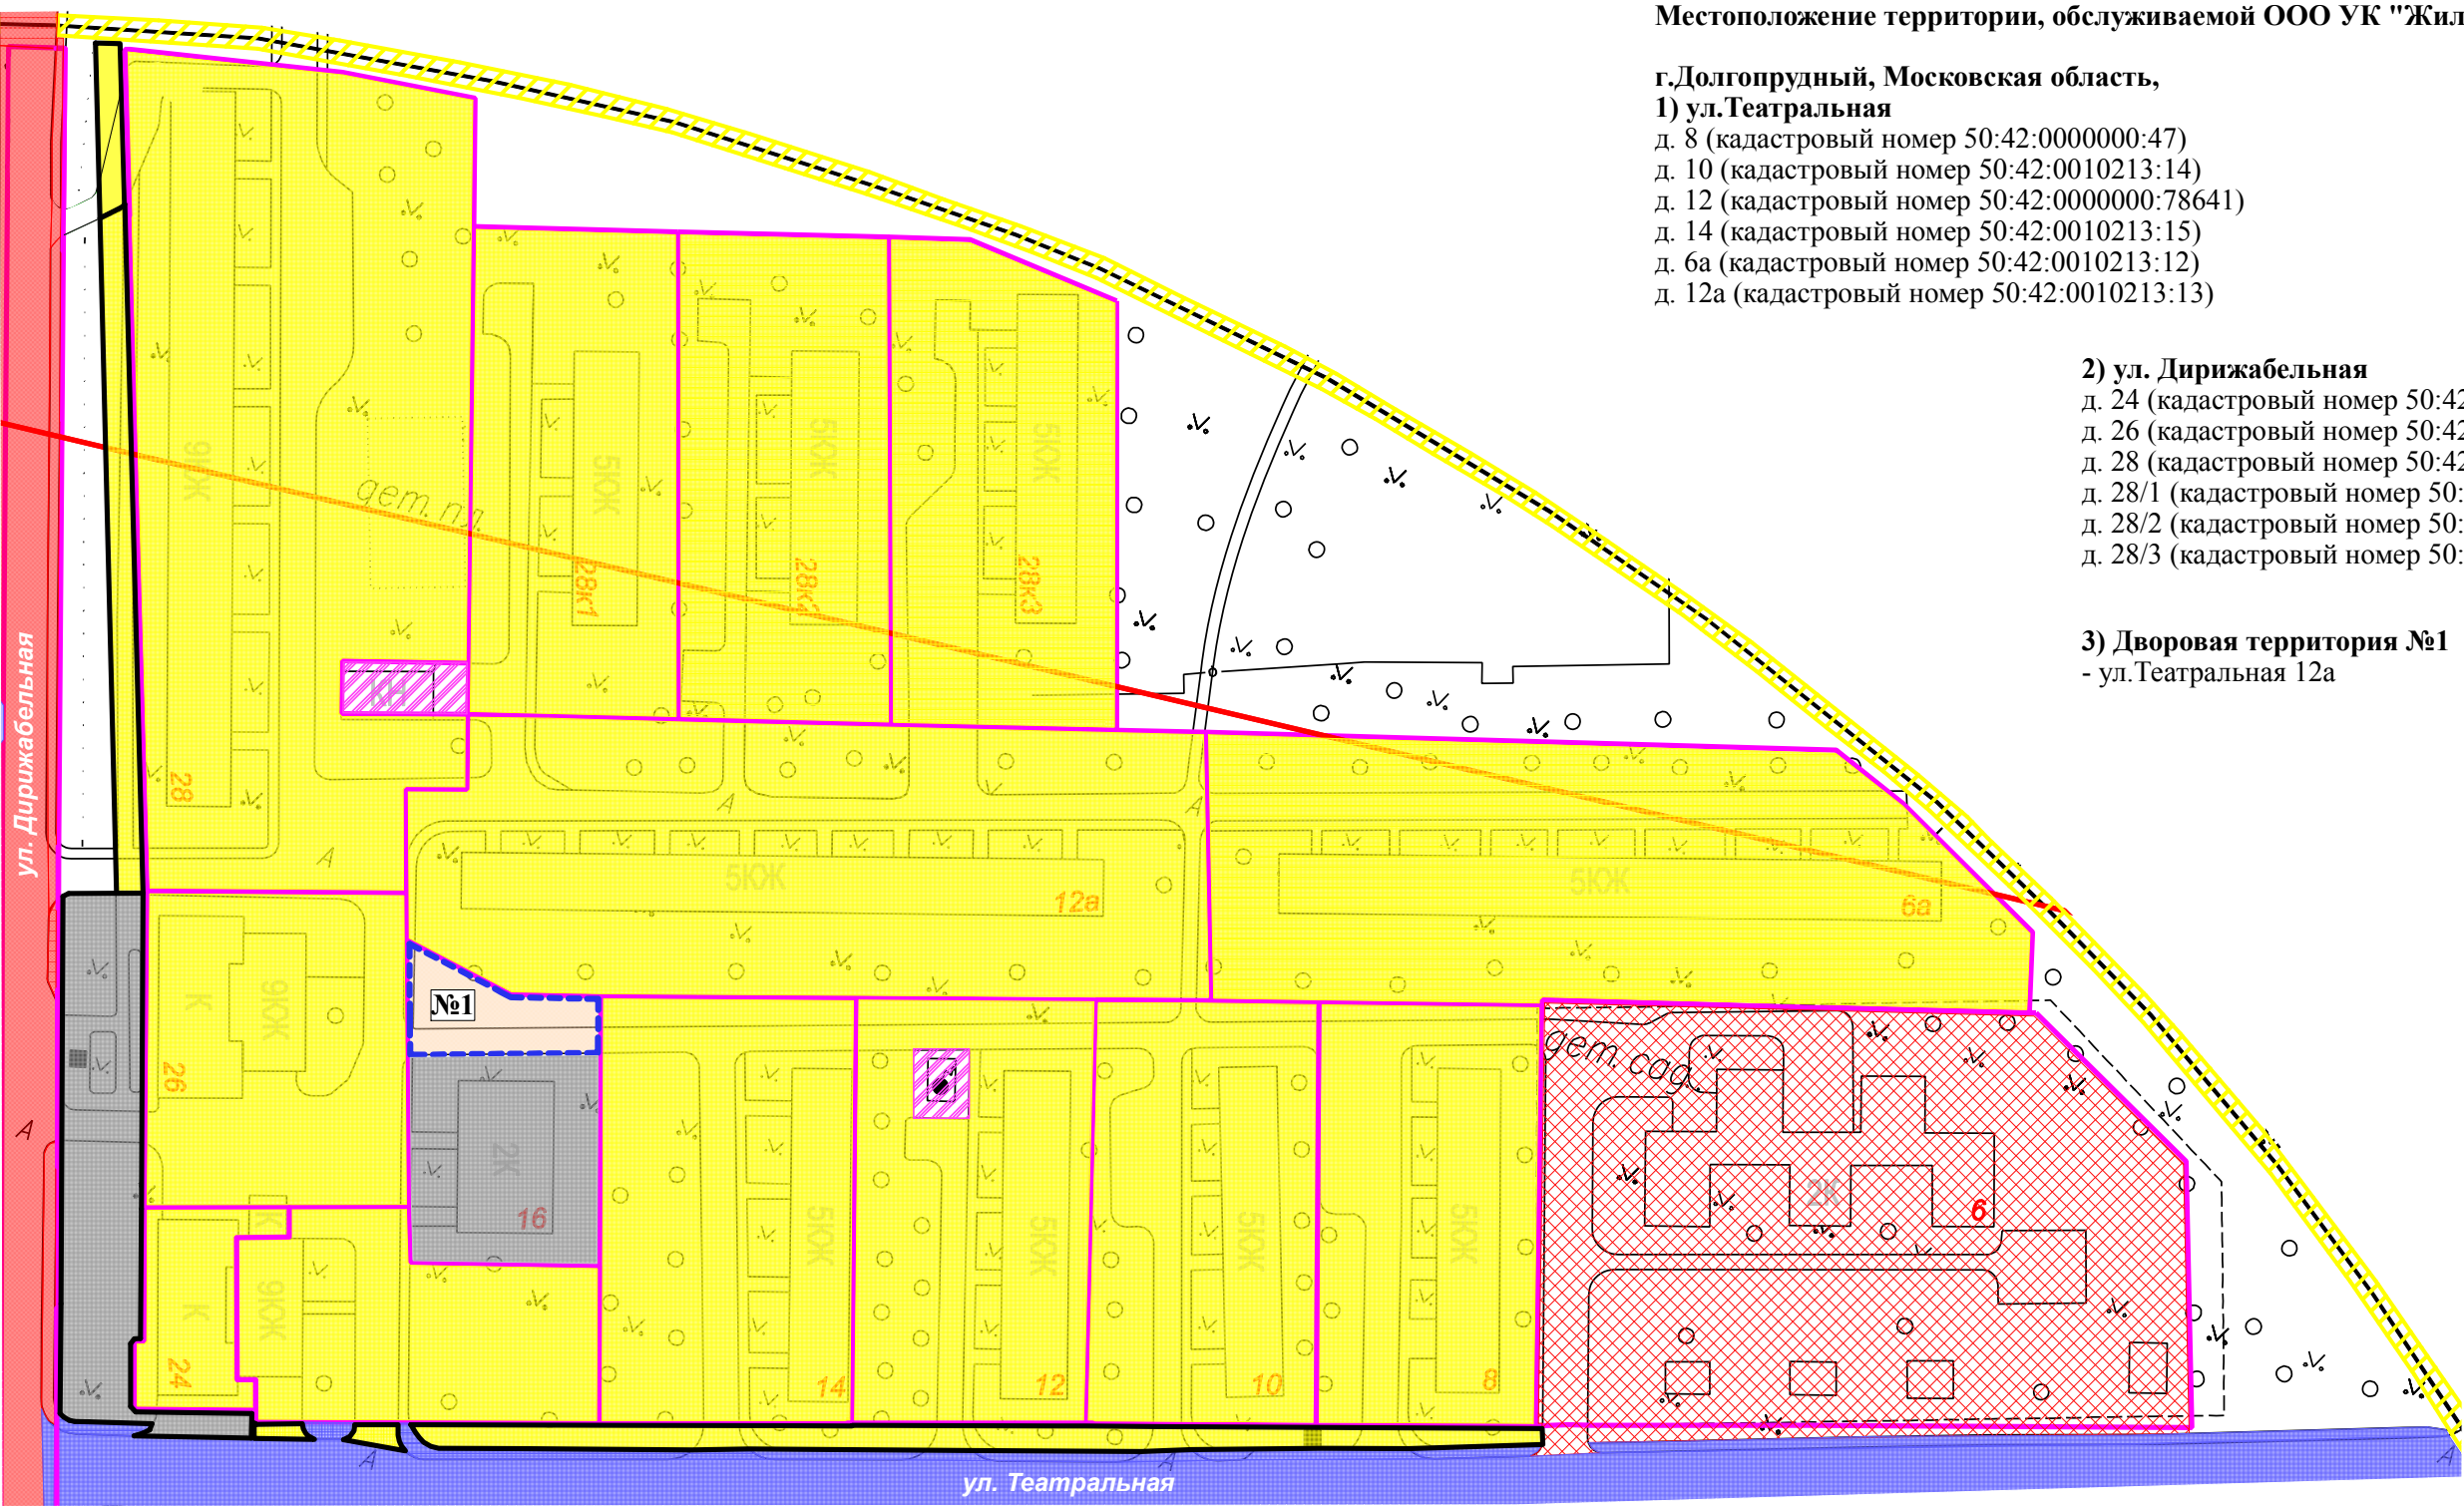 Местоположение территории, обслуживаемой ООО УК "Жил
г.Долгопрудный, Московская область,
1) ул.Театральная
д. 8 (кадастровый номер 50:42:0000000:47)
д. 10 (кадастровый номер 50:42:0010213:14)
д. 12 (кадастровый номер 50:42:0000000:78641)
д. 14 (кадастровый номер 50:42:0010213:15)
д. 6а (кадастровый номер 50:42:0010213:12)
д. 12а (кадастровый номер 50:42:0010213:13)
2) ул. Дирижабельная
д. 24 (кадастровый номер 50:42
д. 26 (кадастровый номер 50:42
д. 28 (кадастровый номер 50:42
д. 28/1 (кадастровый номер 50:
д. 28/2 (кадастровый номер 50:
д. 28/3 (кадастровый номер 50:
3) Дворовая территория №1
- ул.Театральная 12а
9КЖ
дет. пл.
5КЖ
5КЖ
5КЖ
28к1
28к2
28к3
КН
ул. Дирижабельная
28
А
А
А
5КЖ
12а
5КЖ
6а
№1
К
9КЖ
26
дет. сад.
2К
16
2К
6
А
К
К
9КЖ
24
5КЖ
14
5КЖ
12
5КЖ
10
5КЖ
8
А
А
А
ул. Театральная